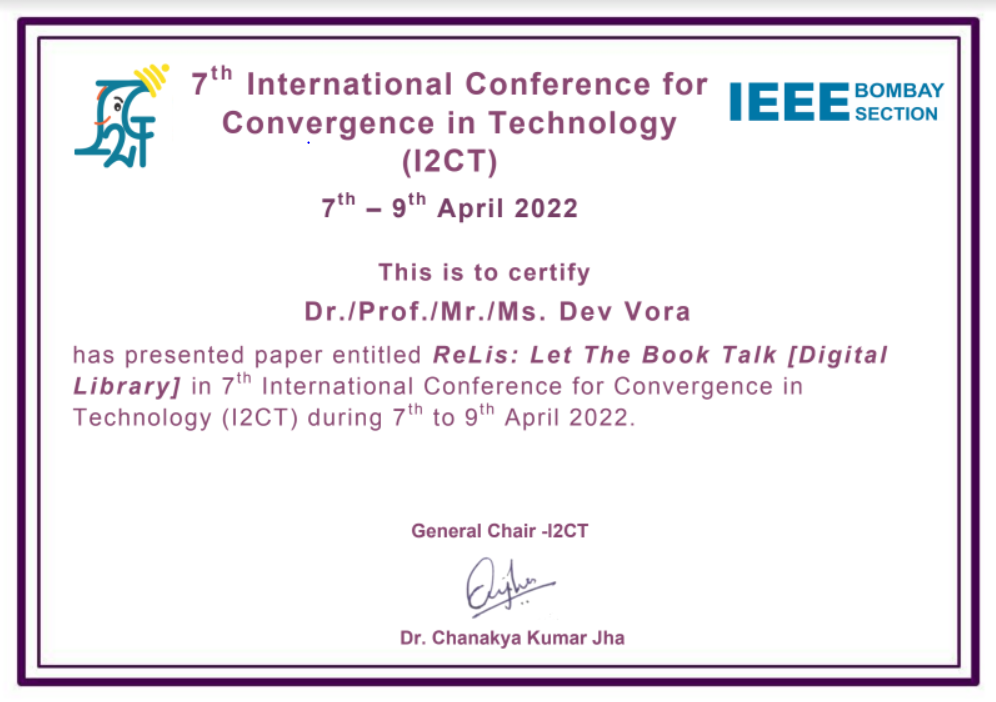 7th International Conference for
Convergence in Technology
(I2CT)
IEEE BOMBAY
SECTION
I2CT
7th – 9th April 2022
This is to certify
Dr./Prof./Mr./Ms. Dev Vora
has presented paper entitled ReLis: Let The Book Talk [Digital
Library] in 7th International Conference for Convergence in
Technology (I2CT) during 7th to 9th April 2022.
General Chair -I2CT
Dr. Chanakya Kumar Jha